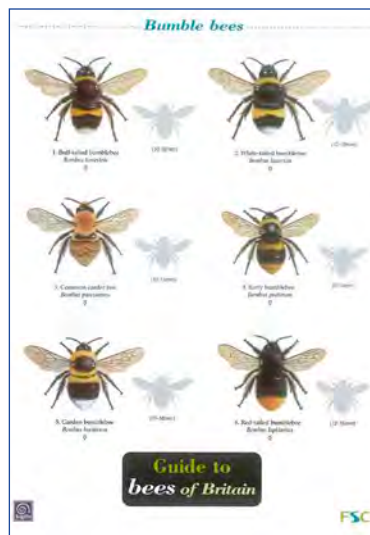 Bumble bees
1. Buff-tailed bumblebee
Bombus terrestris
2. White-tailed bumblebee
Bombus lucorum
3. Common carder bee
Bombus pascuorum
4. Early bumblebee
Bombus pratorum
5. Garden bumblebee
Bombus hortorum
6. Red-tailed bumblebee
Bombus lapidarius
Guide to
bees of Britain
FSC